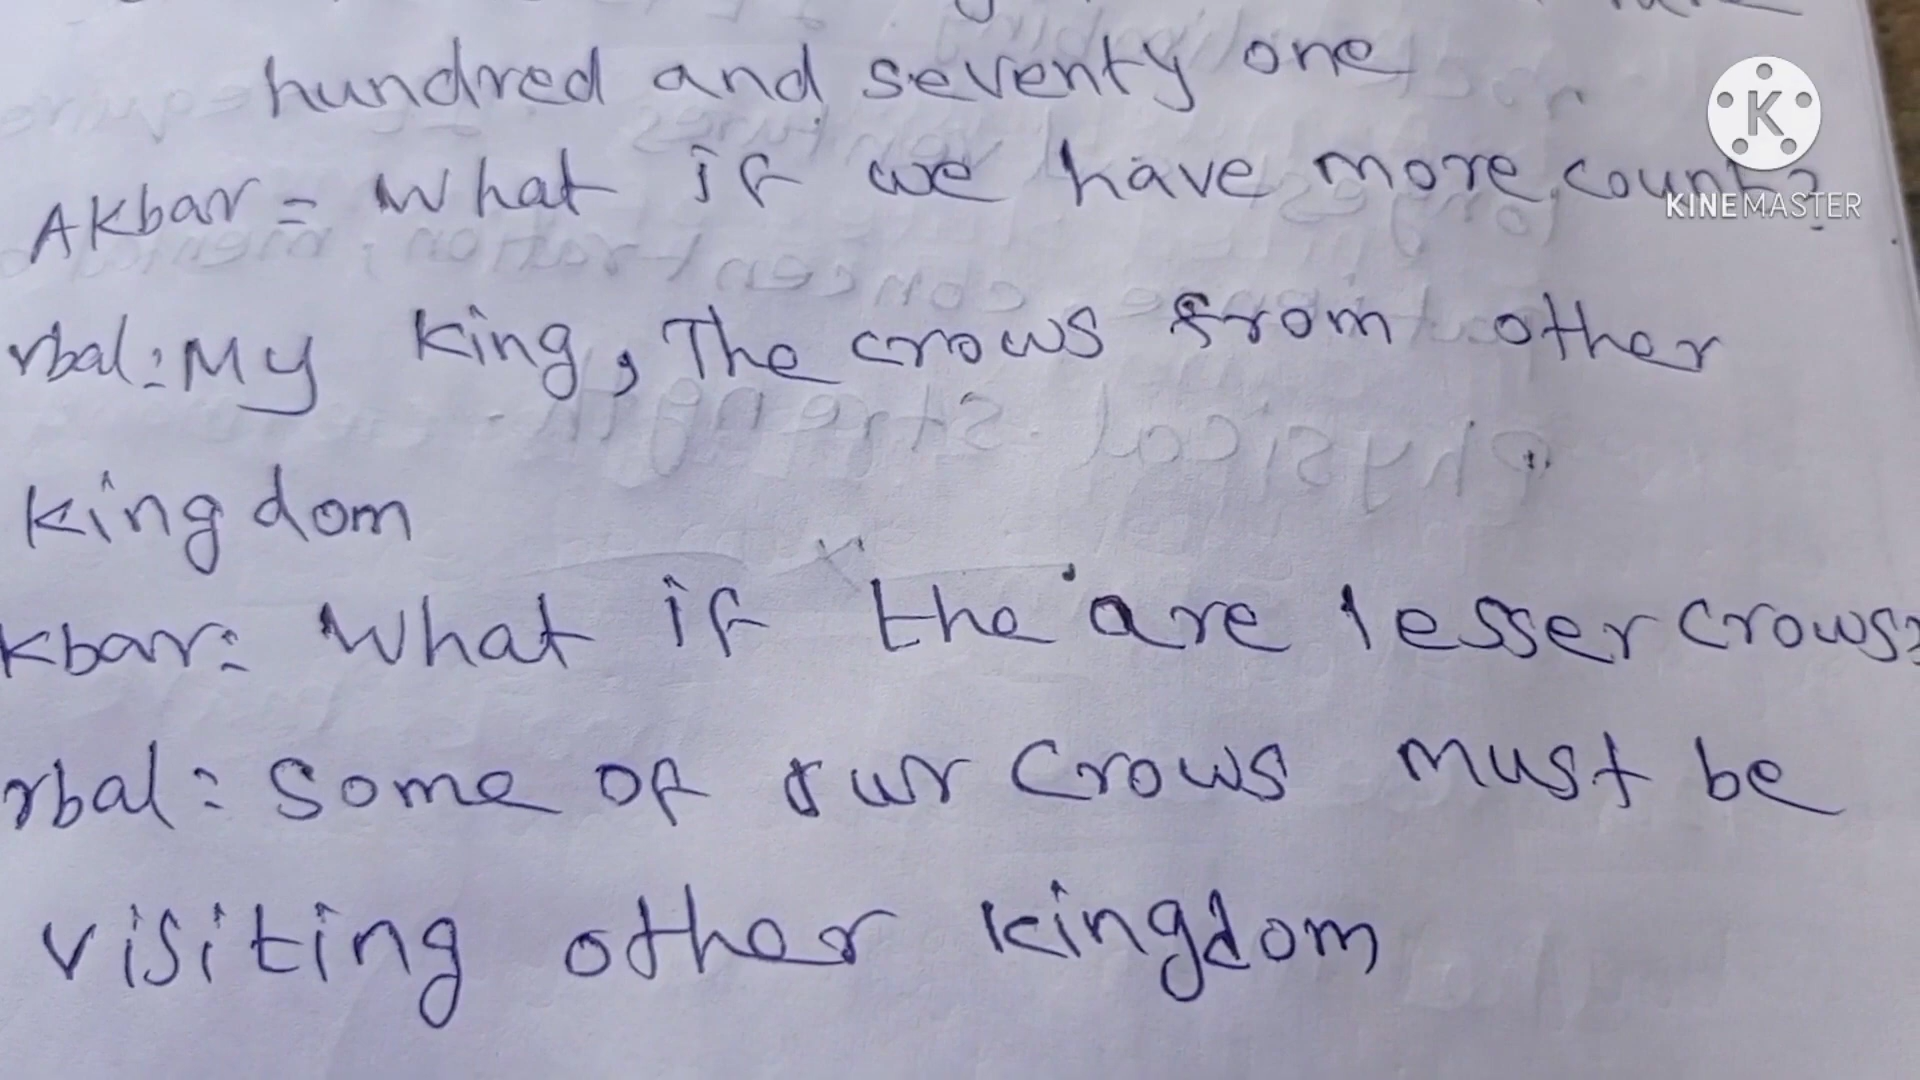 hundred and seventy one
AKbar = What if we have more count?
rbal: My King, The crows from other
Kingdom
Kbar: What if the are lesser crows?
rbal: Some of our Crows must be
visiting other kingdom
K
KINEMASTER